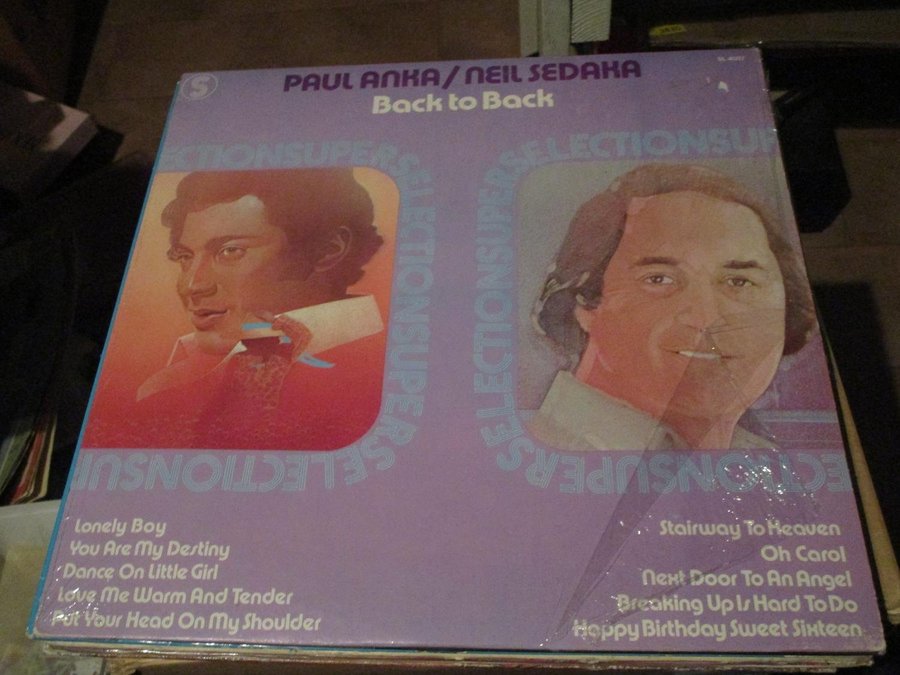 S
PAUL ANKA/NEIL SEDAKA
Back to Back
ECTIONSUPERSELECTIONSUPERSELECTIONSUP
SELECTIONSUPERSELECTIONSUPERSELECTIONSUP
Lonely Boy
You Are My Destiny
Dance On Little Girl
Love Me Warm And Tender
Put Your Head On My Shoulder
Stairway To Heaven
Oh Carol
Next Door To An Angel
Breaking Up Is Hard To Do
Happy Birthday Sweet Sixteen